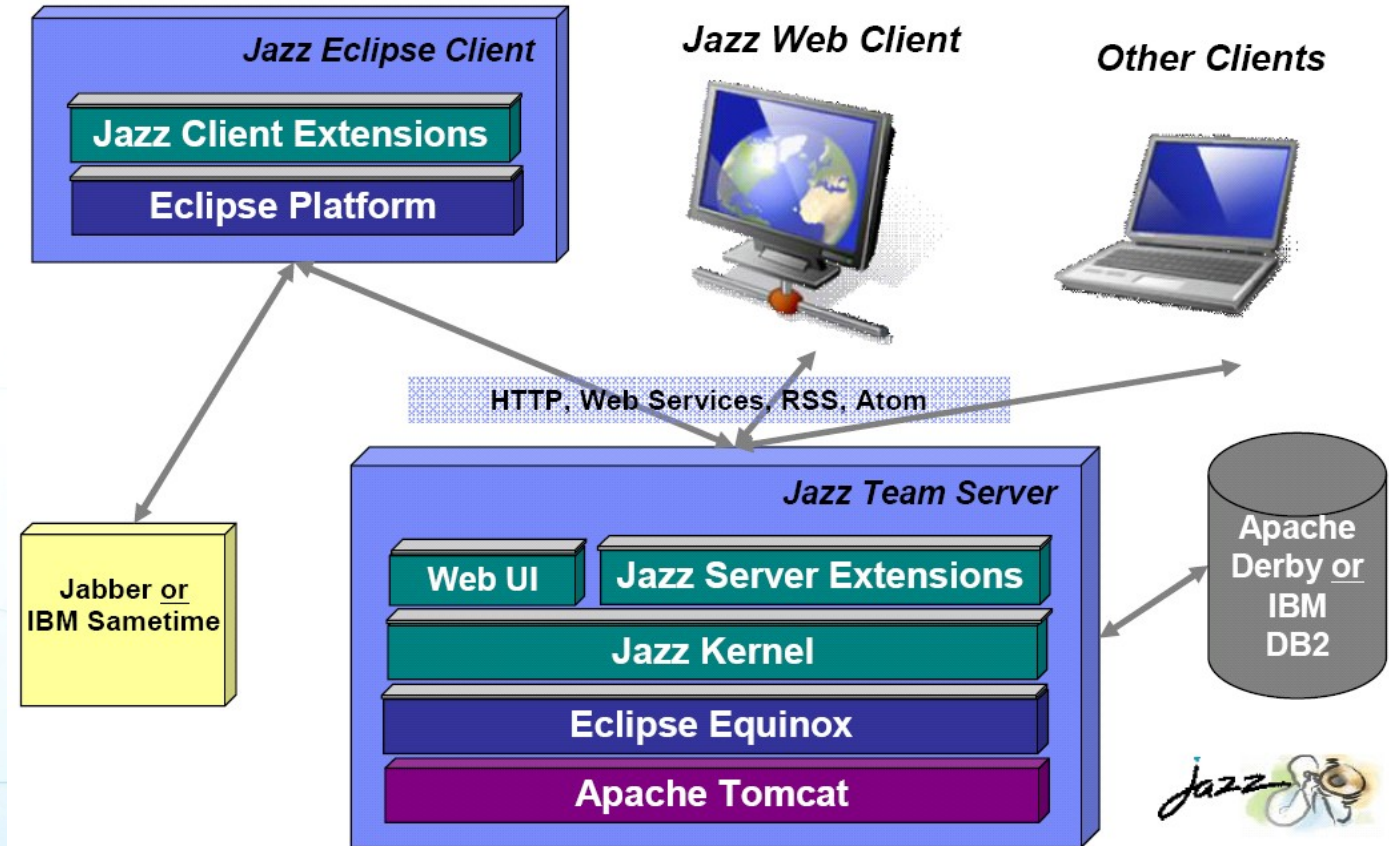 Jazz Eclipse Client
Jazz Client Extensions
Eclipse Platform
Jazz Web Client
Other Clients
HTTP, Web Services, RSS, Atom
Jabber or
IBM Sametime
Jazz Team Server
Web UI
Jazz Server Extensions
Jazz Kernel
Eclipse Equinox
Apache Tomcat
Apache
Derby or
IBM
DB2
jazz